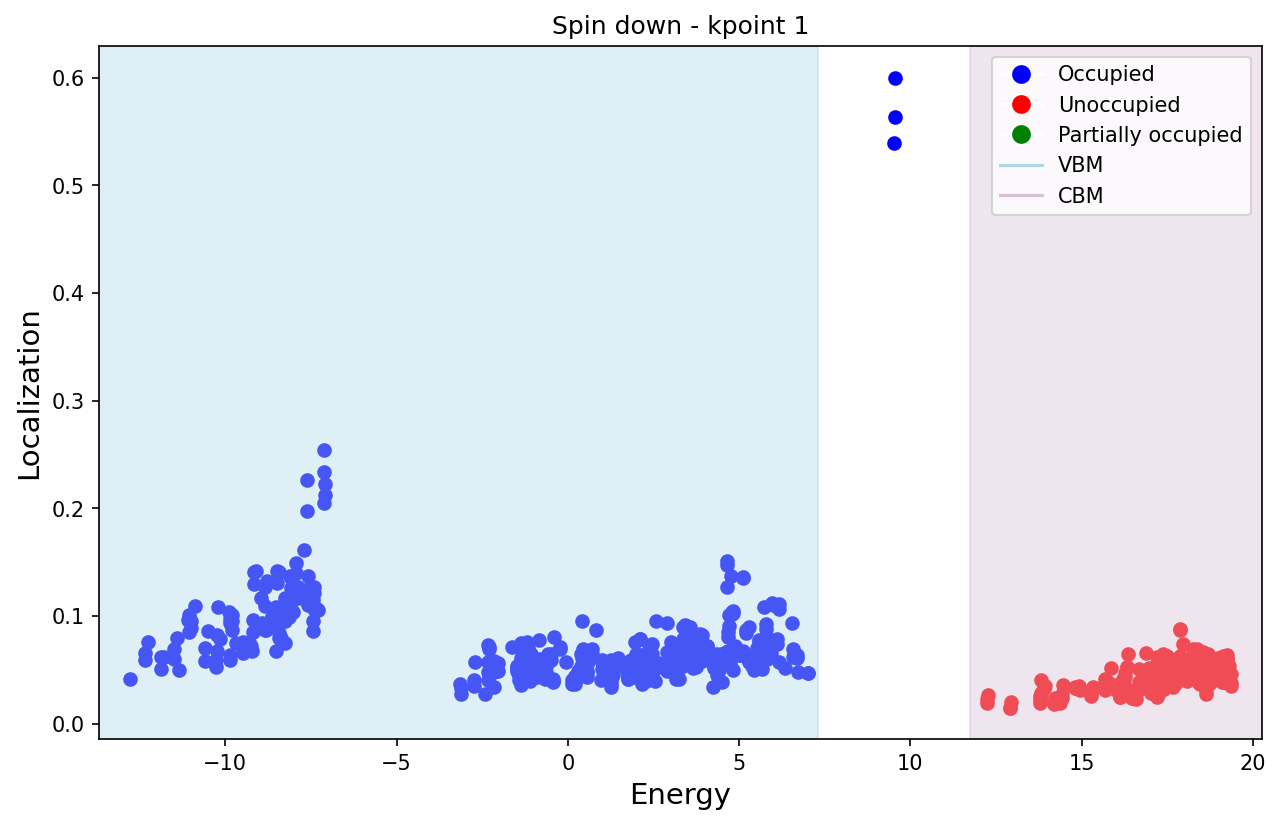 Spin down - kpoint 1
Localization
0.6
0.5
0.4
0.3
0.2
0.1
0.0
Occupied
Unoccupied
Partially occupied
VBM
CBM
−10
−5
0
5
10
15
20
Energy